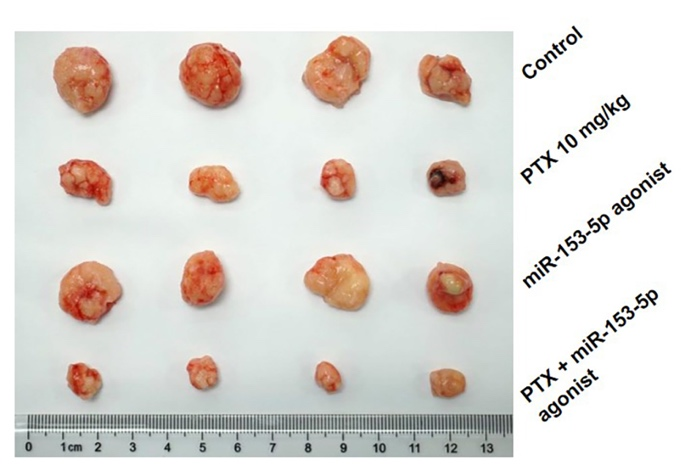 Control
PTX 10 mg/kg
miR-153-5p agonist
PTX + miR-153-5p
agonist
0 1cm 2 3 4 5 6 7 8 9 10 11 12 13